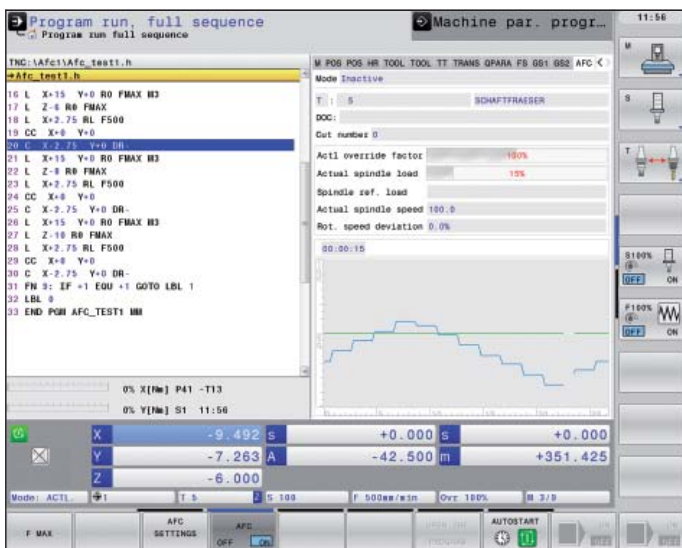 Program run, full sequence
Program run full sequence
Machine par. progr…
11:56
TNC:\Afc1\Afc_test1.h
→Afc_test1.h
16 L X+15 Y+0 R0 FMAX M3
17 L Z-6 R0 FMAX
18 L X+2.75 RL F500
19 CC X+0 Y+0
20 C X-2.75 Y+0 DR-
21 L X+15 Y+0 R0 FMAX M3
22 L Z-8 R0 FMAX
23 L X+2.75 RL F500
24 CC X+0 Y+0
25 C X-2.75 Y+0 DR-
26 L X+15 Y+0 R0 FMAX M3
27 L Z-10 R0 FMAX
28 L X+2.75 RL F500
29 CC X+0 Y+0
30 C X-2.75 Y+0 DR-
31 FN 9: IF +1 EQU +1 GOTO LBL 1
32 LBL 0
33 END PGM AFC_TEST1 MM
0% X[Nm] P41 -T13
0% Y[Nm] S1 11:56
M POS POS HR TOOL TOOL TT TRANS QPARA FS GS1 GS2 AFC
Mode Inactive
T : 5 SCHAFTFRAESER
DOC:
Cut number 0
Actl override factor 100%
Actual spindle load 15%
Spindle ref. load
Actual spindle speed 100.0
Rot. speed deviation 0.0%
00:00:15
M
S
T
S100%
OFF ON
F100%
OFF ON
X -9.492 S +0.000 S +0.000
Y -7.263 A -42.500 m +351.425
Z -6.000
Mode: ACTL. 1 T 5 Z S 100 F 500mm/min Ovr 100% M 3/8
F MAX
AFC SETTINGS
AFC
OFF ON
AUTOSTART